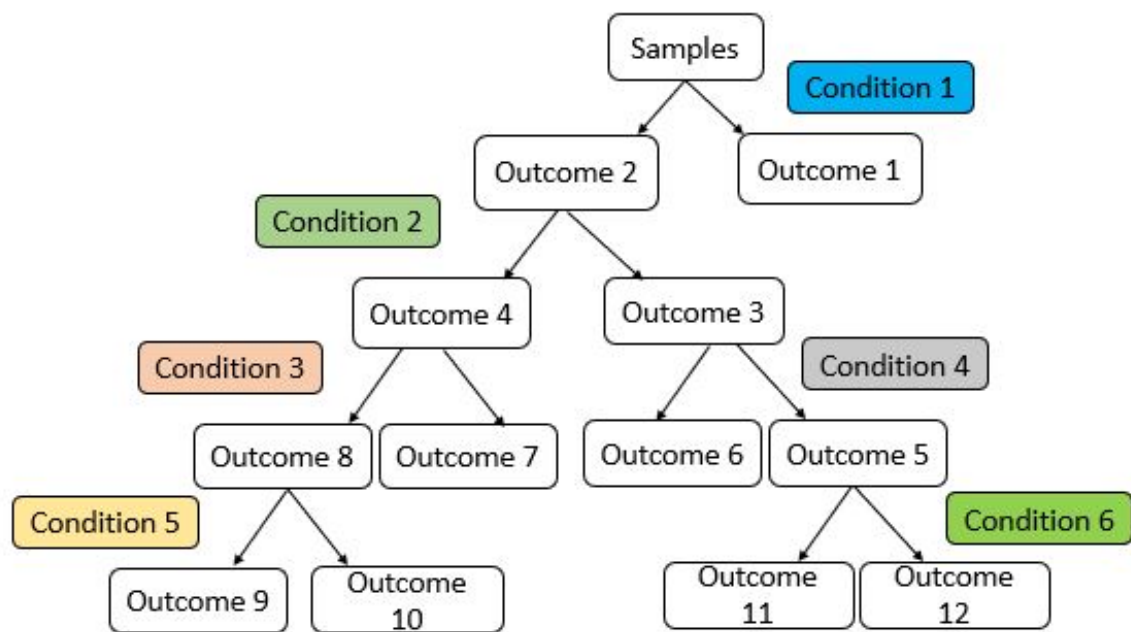 Samples
Condition 1
Outcome 2
Outcome 1
Condition 2
Outcome 4
Outcome 3
Condition 3
Condition 4
Outcome 8
Outcome 7
Outcome 6
Outcome 5
Condition 5
Condition 6
Outcome 9
Outcome
10
Outcome
11
Outcome
12